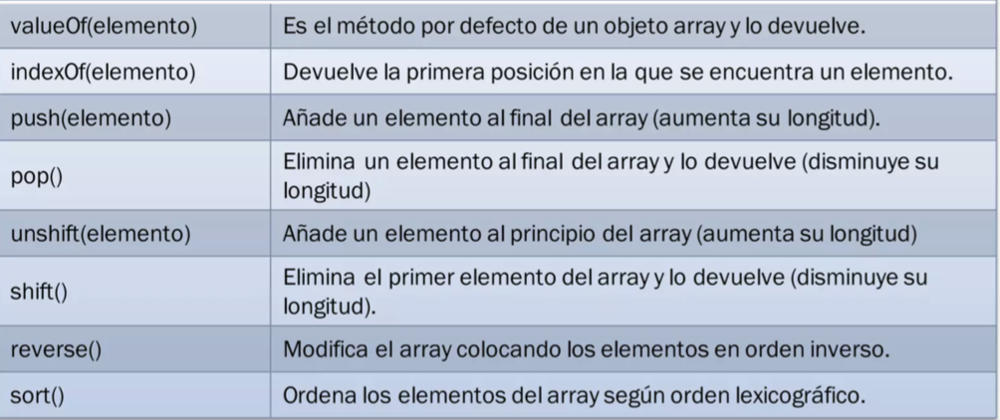 valueOf(elemento)
Es el método por defecto de un objeto array y lo devuelve.
indexOf(elemento)
Devuelve la primera posición en la que se encuentra un elemento.
push(elemento)
Añade un elemento al final del array (aumenta su longitud).
pop()
Elimina un elemento al final del array y lo devuelve (disminuye su
longitud)
unshift(elemento)
Añade un elemento al principio del array (aumenta su longitud)
shift()
Elimina el primer elemento del array y lo devuelve (disminuye su
longitud).
reverse()
Modifica el array colocando los elementos en orden inverso.
sort()
Ordena los elementos del array según orden lexicográfico.